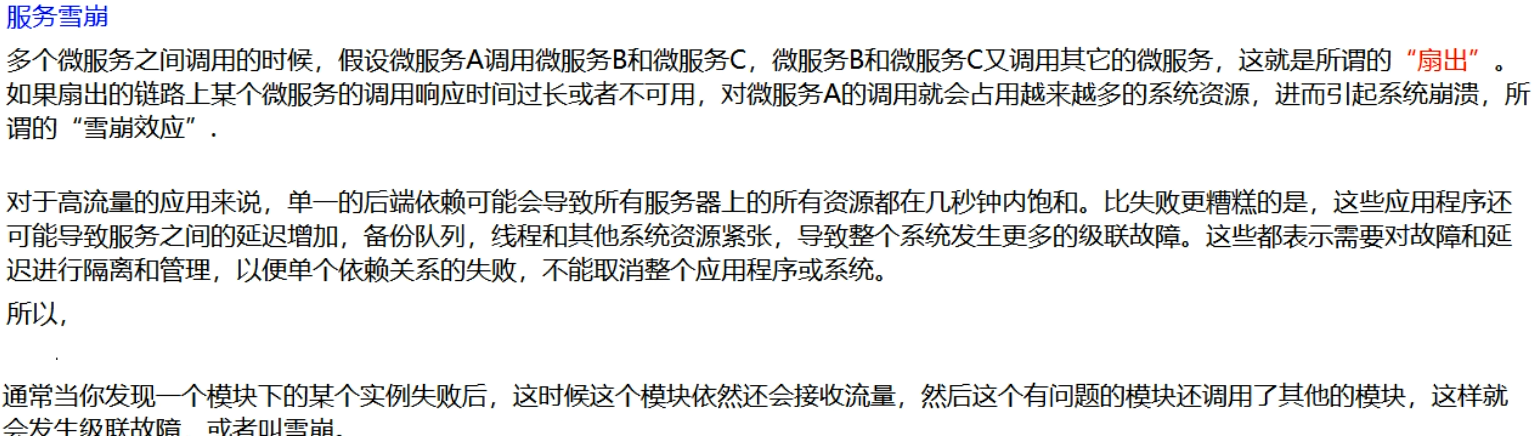 服务雪崩
多个微服务之间调用的时候，假设微服务A调用微服务B和微服务C，微服务B和微服务C又调用其它的微服务，这就是所谓的“扇出”。
如果扇出的链路上某个微服务的调用响应时间过长或者不可用，对微服务A的调用就会占用越来越多的系统资源，进而引起系统崩溃，所
谓的“雪崩效应”.
对于高流量的应用来说，单一的后端依赖可能会导致所有服务器上的所有资源都在几秒钟内饱和。比失败更糟糕的是，这些应用程序还
可能导致服务之间的延迟增加，备份队列，线程和其他系统资源紧张，导致整个系统发生更多的级联故障。这些都表示需要对故障和延
迟进行隔离和管理，以便单个依赖关系的失败，不能取消整个应用程序或系统。
所以，
.
通常当你发现一个模块下的某个实例失败后，这时候这个模块依然还会接收流量，然后这个有问题的模块还调用了其他的模块，这样就
会发生级联故障，或者叫雪崩。